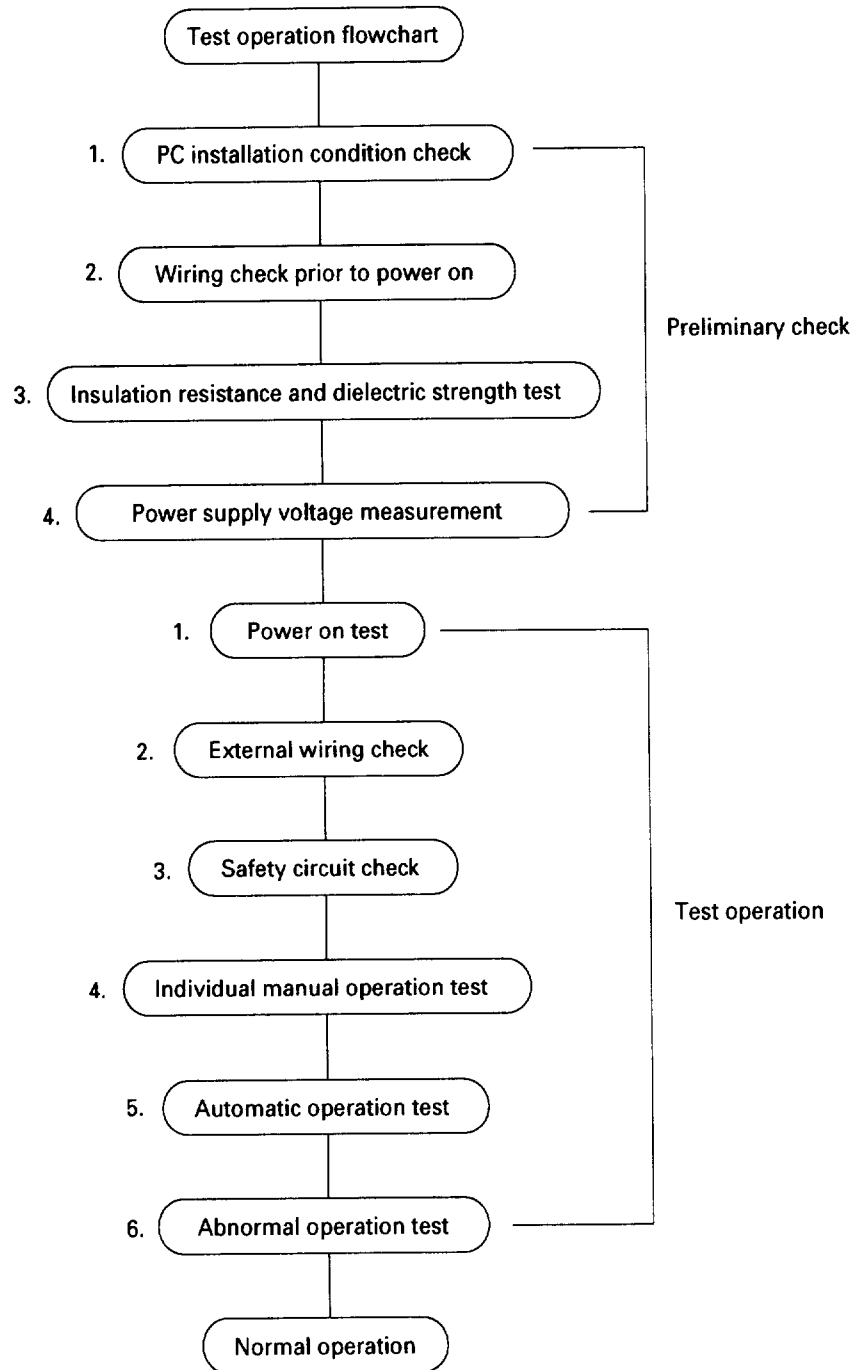 Test operation flowchart
1. PC installation condition check
2. Wiring check prior to power on
Preliminary check
3. Insulation resistance and dielectric strength test
4. Power supply voltage measurement
1. Power on test
2. External wiring check
3. Safety circuit check
Test operation
4. Individual manual operation test
5. Automatic operation test
6. Abnormal operation test
Normal operation